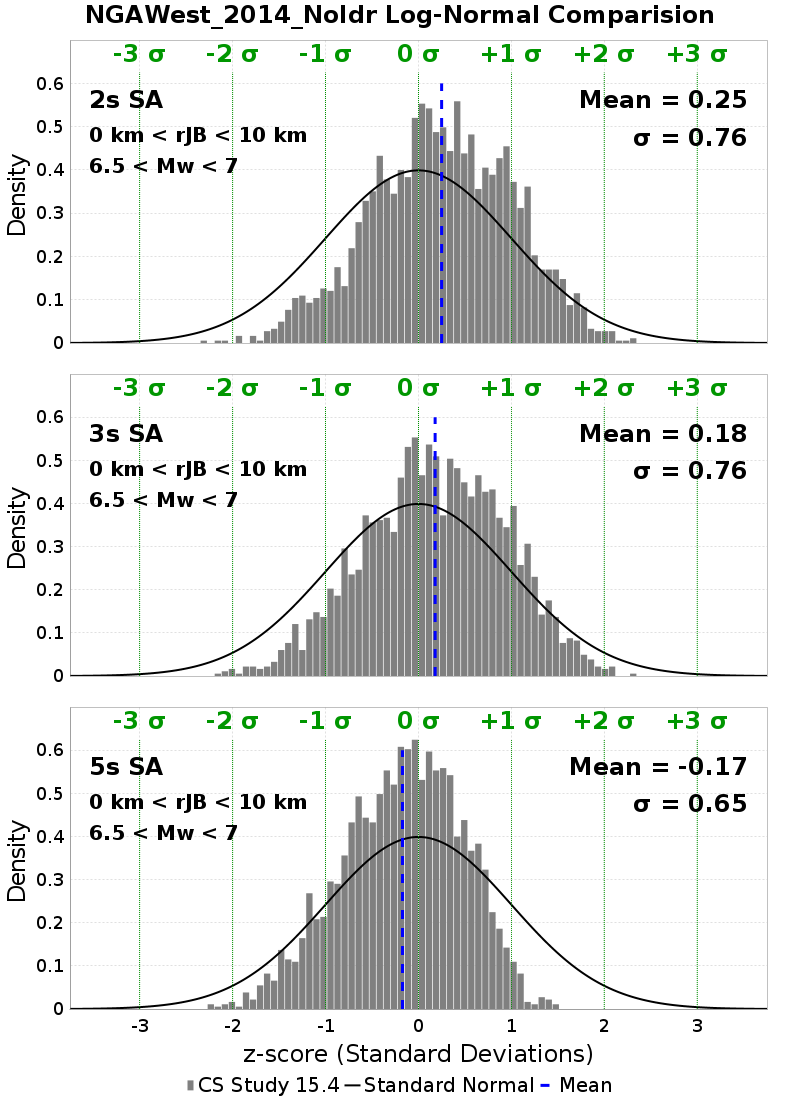 NGAWest_2014_NoIdr Log-Normal Comparision
-3 σ -2 σ -1 σ 0 σ +1 σ +2 σ +3 σ
2s SA
Mean = 0.25
0 km < rJB < 10 km
σ = 0.76
6.5 < Mw < 7
Density
0.6
0.5
0.4
0.3
0.2
0.1
0
-3 σ -2 σ -1 σ 0 σ +1 σ +2 σ +3 σ
3s SA
Mean = 0.18
0 km < rJB < 10 km
σ = 0.76
6.5 < Mw < 7
Density
0.6
0.5
0.4
0.3
0.2
0.1
0
-3 σ -2 σ -1 σ 0 σ +1 σ +2 σ +3 σ
5s SA
Mean = -0.17
0 km < rJB < 10 km
σ = 0.65
6.5 < Mw < 7
Density
0.6
0.5
0.4
0.3
0.2
0.1
0
-3 -2 -1 0 1 2 3
z-score (Standard Deviations)
CS Study 15.4 Standard Normal Mean